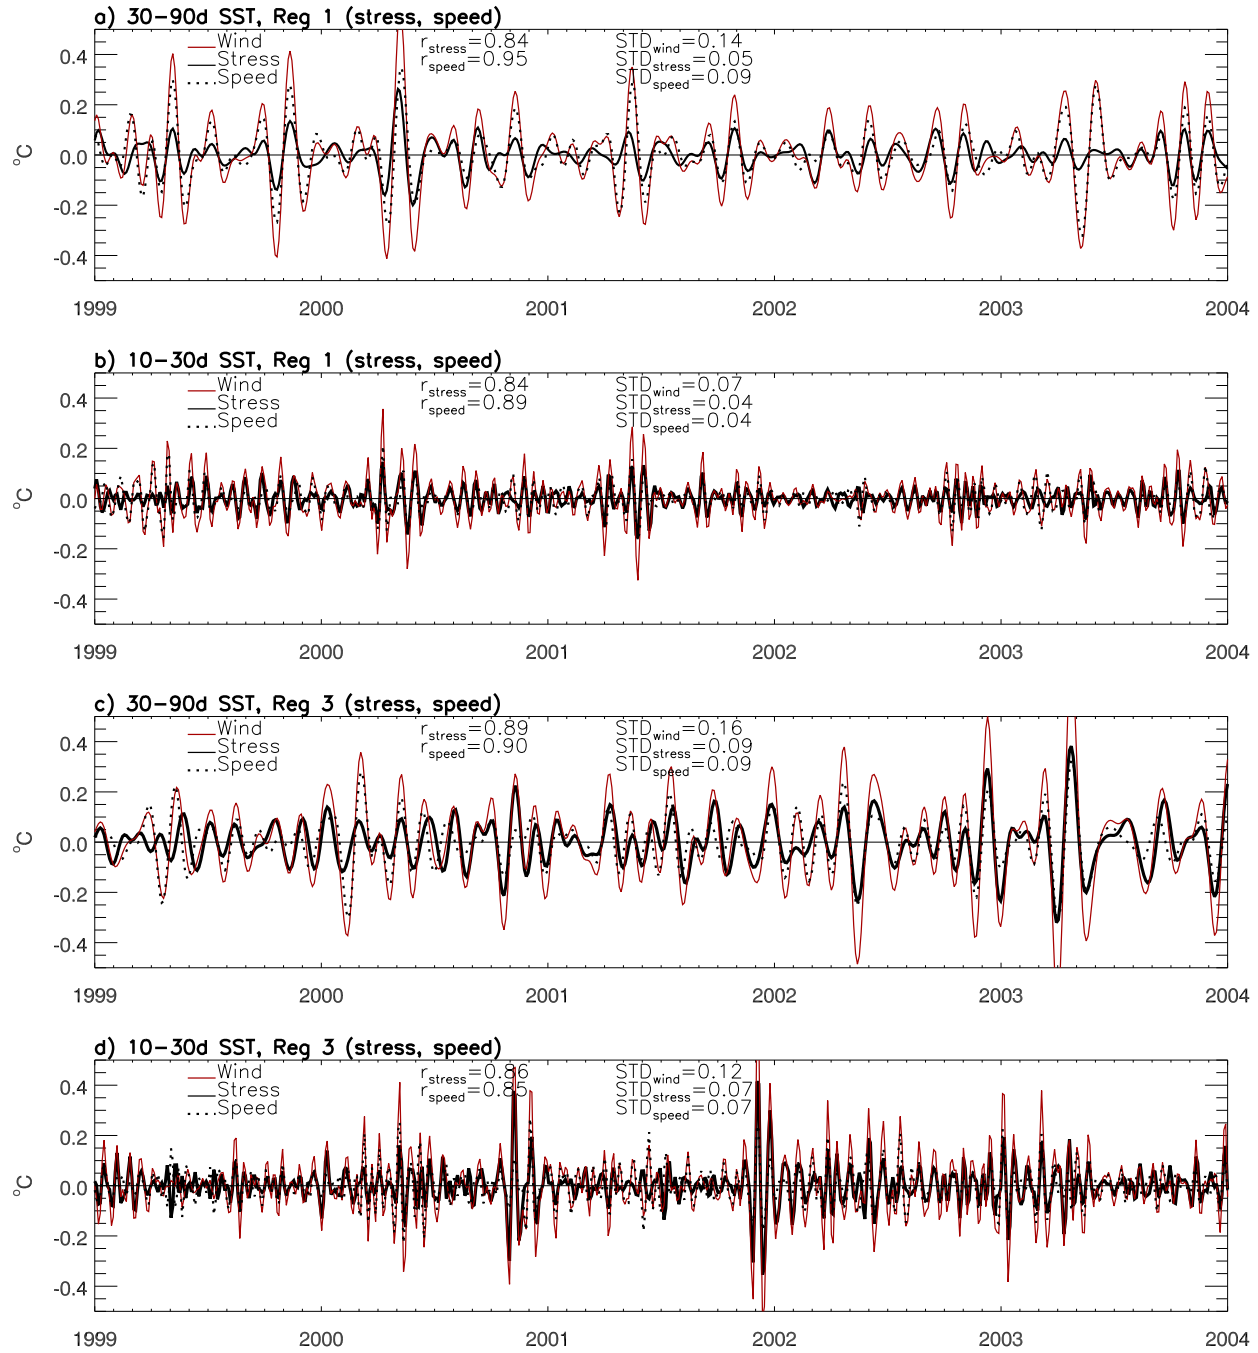 a) 30-90d SST, Reg 1 (stress, speed)
Wind
Stress
Speed
r_stress=0.84
r_speed=0.95
STD_wind=0.14
STD_stress=0.05
STD_speed=0.09
0.4
0.2
0.0
-0.2
-0.4
°C
1999 2000 2001 2002 2003 2004
b) 10-30d SST, Reg 1 (stress, speed)
Wind
Stress
Speed
r_stress=0.84
r_speed=0.89
STD_wind=0.07
STD_stress=0.04
STD_speed=0.04
0.4
0.2
0.0
-0.2
-0.4
°C
1999 2000 2001 2002 2003 2004
c) 30-90d SST, Reg 3 (stress, speed)
Wind
Stress
Speed
r_stress=0.89
r_speed=0.90
STD_wind=0.16
STD_stress=0.09
STD_speed=0.09
0.4
0.2
0.0
-0.2
-0.4
°C
1999 2000 2001 2002 2003 2004
d) 10-30d SST, Reg 3 (stress, speed)
Wind
Stress
Speed
r_stress=0.86
r_speed=0.85
STD_wind=0.12
STD_stress=0.07
STD_speed=0.07
0.4
0.2
0.0
-0.2
-0.4
°C
1999 2000 2001 2002 2003 2004